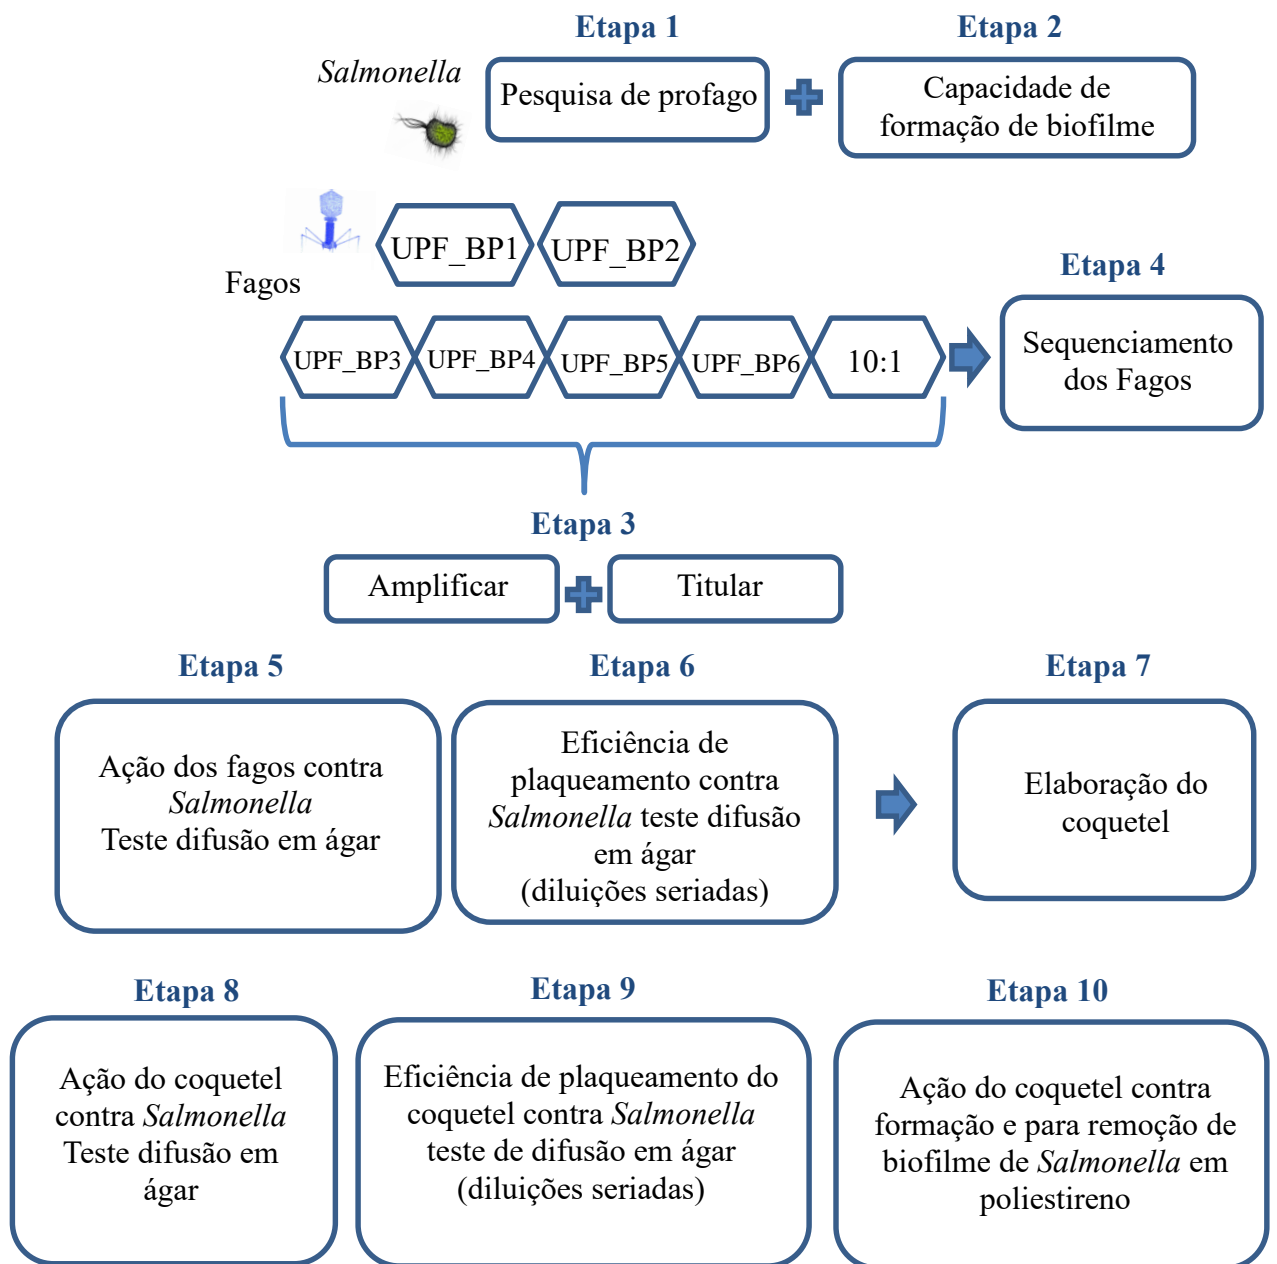 Etapa 1
Etapa 2
Salmonella
Pesquisa de profago
Capacidade de
formação de biofilme
UPF_BP1
UPF_BP2
Fagos
Etapa 4
UPF_BP3
UPF_BP4
UPF_BP5
UPF_BP6
10:1
Sequenciamento
dos Fagos
Etapa 3
Amplificar
Titular
Etapa 5
Etapa 6
Etapa 7
Ação dos fagos contra
Salmonella
Teste difusão em ágar
Eficiência de
plaqueamento contra
Salmonella teste difusão
em ágar
(diluições seriadas)
Elaboração do
coquetel
Etapa 8
Etapa 9
Etapa 10
Ação do coquetel
contra Salmonella
Teste difusão em
ágar
Eficiência de plaqueamento do
coquetel contra Salmonella
teste de difusão em ágar
(diluições seriadas)
Ação do coquetel contra
formação e para remoção de
biofilme de Salmonella em
poliestireno